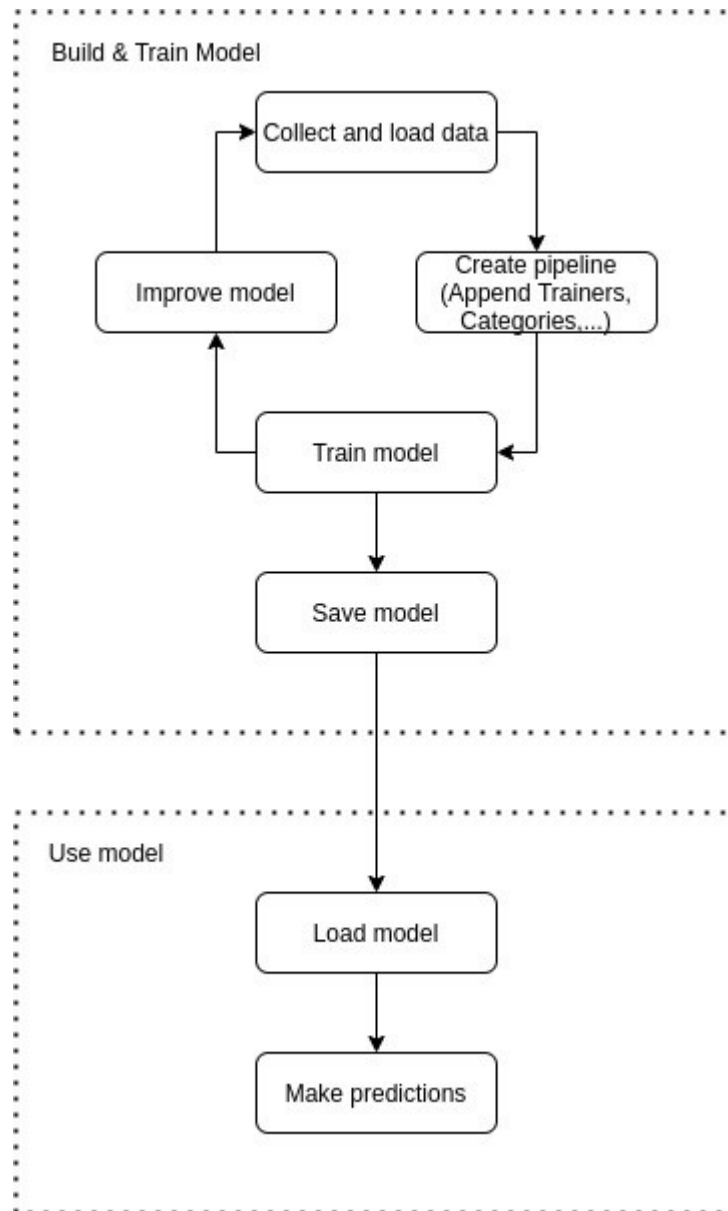 Build & Train Model
Collect and load data
Improve model
Create pipeline
(Append Trainers,
Categories,...)
Train model
Save model
Use model
Load model
Make predictions